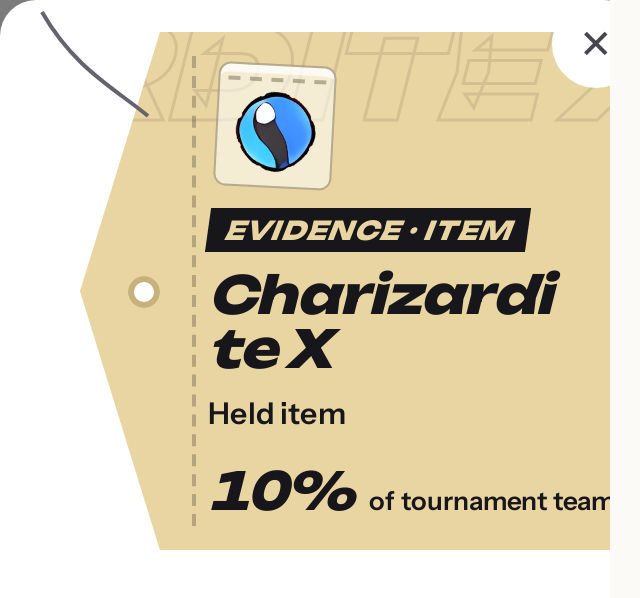 EVIDENCE · ITEM
Charizardi
te X
Held item
10% of tournament team